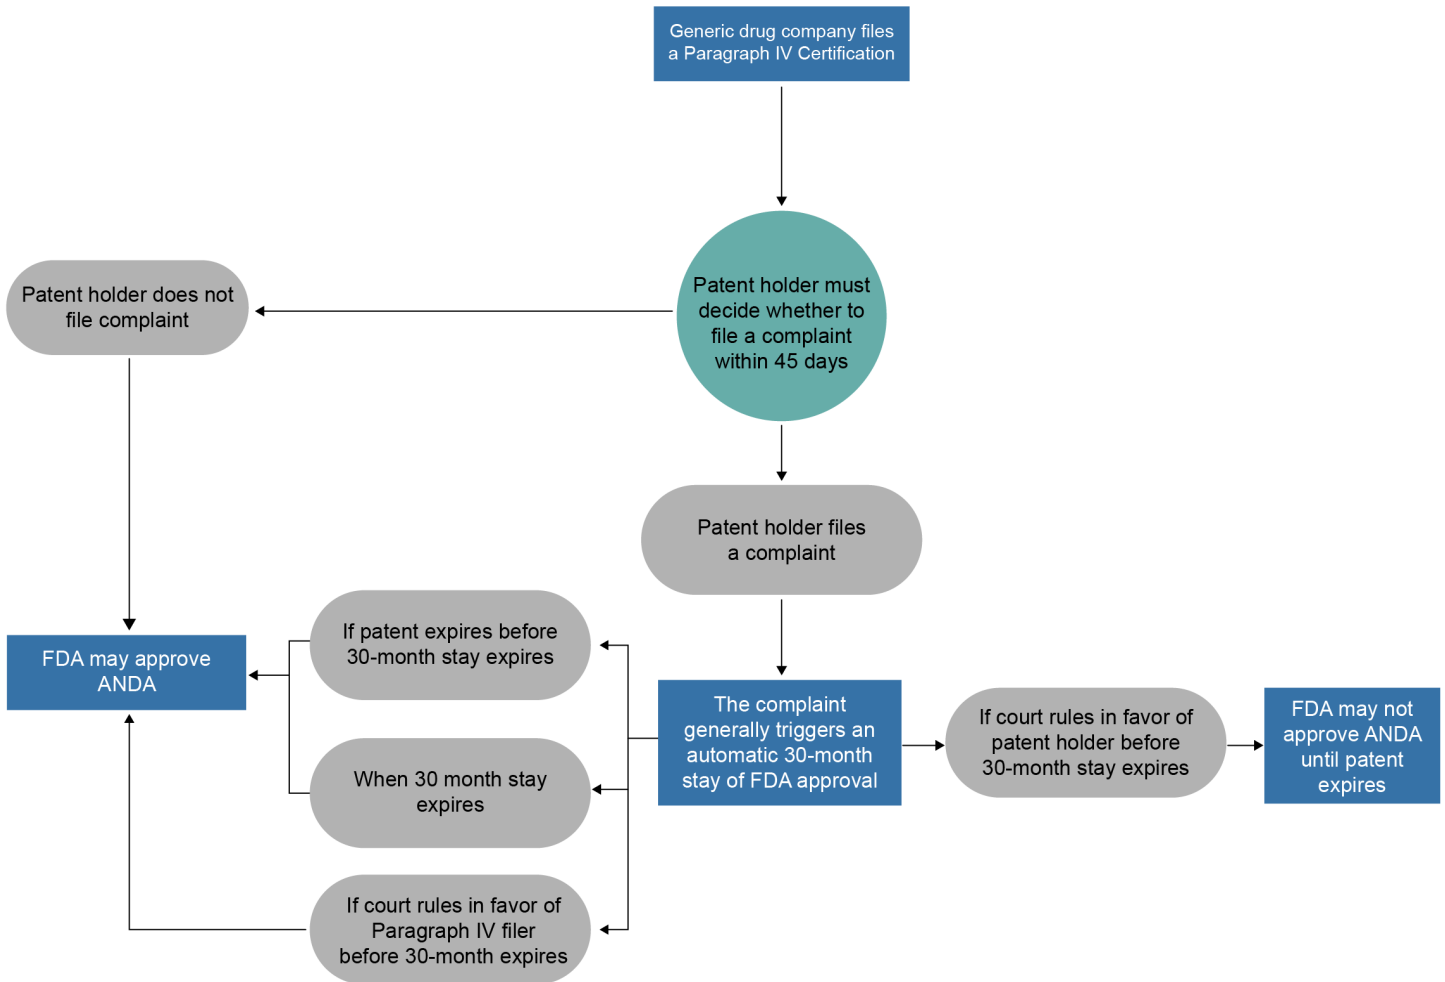 Generic drug company files
a Paragraph IV Certification
Patent holder must
decide whether to
file a complaint
within 45 days
Patent holder does not
file complaint
Patent holder files
a complaint
If patent expires before
30-month stay expires
FDA may approve
ANDA
The complaint
generally triggers an
automatic 30-month
stay of FDA approval
If court rules in favor of
patent holder before
30-month stay expires
FDA may not
approve ANDA
until patent
expires
When 30 month stay
expires
If court rules in favor of
Paragraph IV filer
before 30-month expires